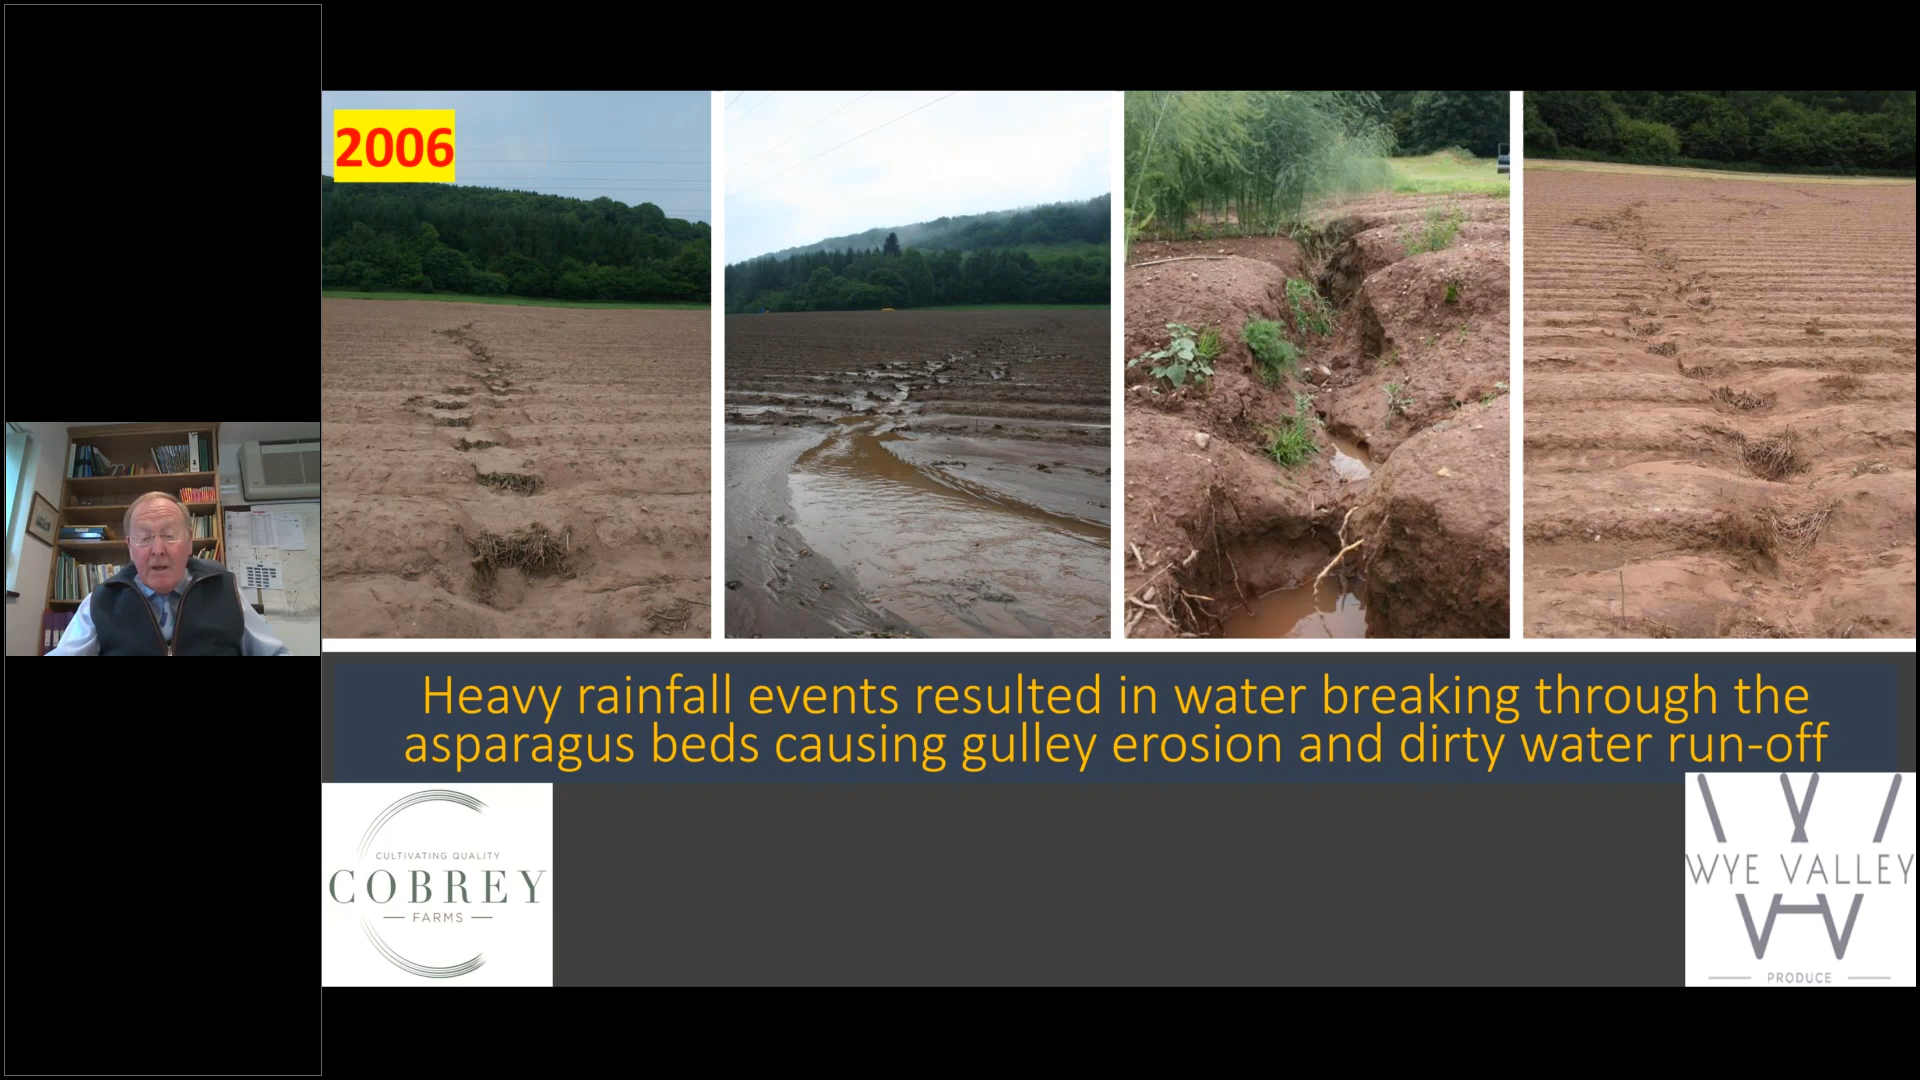 2006
Heavy rainfall events resulted in water breaking through the
asparagus beds causing gulley erosion and dirty water run-off
CULTIVATING QUALITY
COBREY
FARMS
WYE VALLEY
PRODUCE